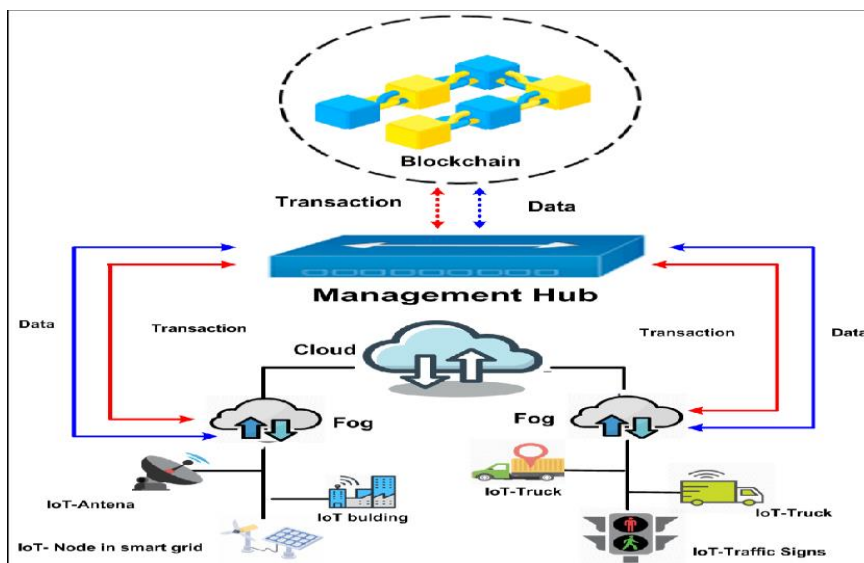 Blockchain
Transaction
Data
Management Hub
Data
Transaction
Transaction
Data
Cloud
Fog
Fog
IoT-Antena
IoT bulding
IoT- Node in smart grid
IoT-Truck
IoT-Truck
IoT-Traffic Signs